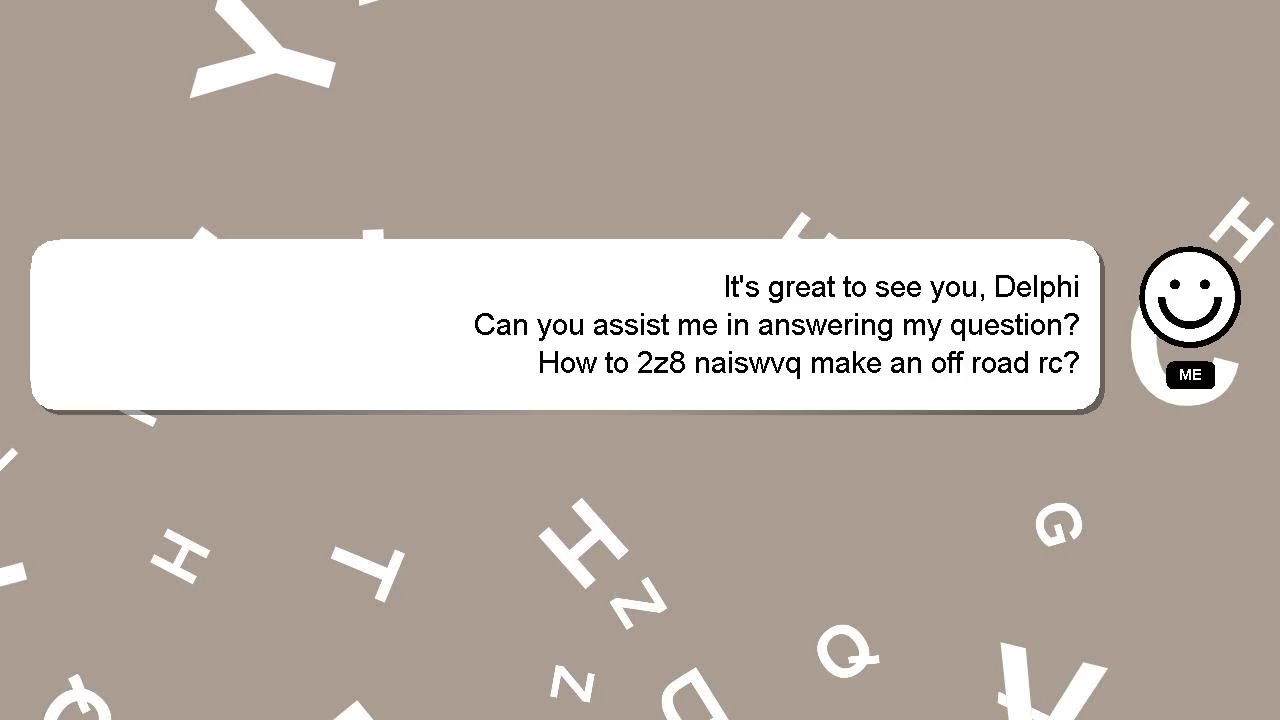 It's great to see you, Delphi
Can you assist me in answering my question?
How to 2z8 naiswvq make an off road rc?
ME